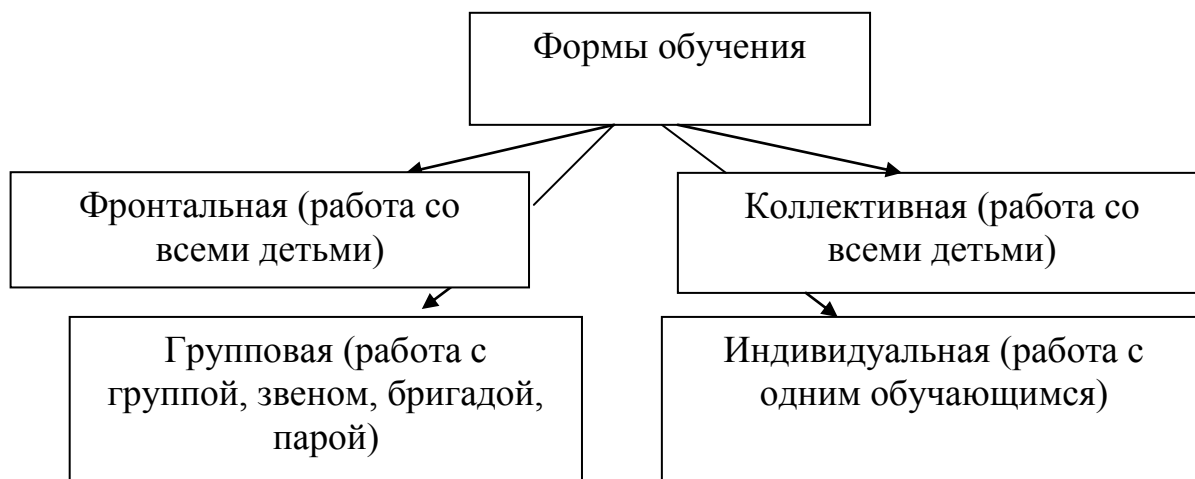 Формы обучения
Фронтальная (работа со
всеми детьми)
Коллективная (работа со
всеми детьми)
Групповая (работа с
группой, звеном, бригадой,
парой)
Индивидуальная (работа с
одним обучающимся)